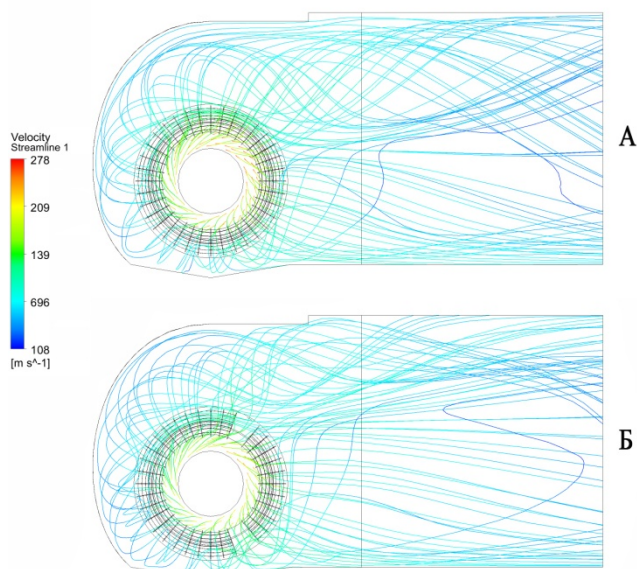 А
Velocity
Streamline 1
278
209
139
696
108
[m s^-1]
Б